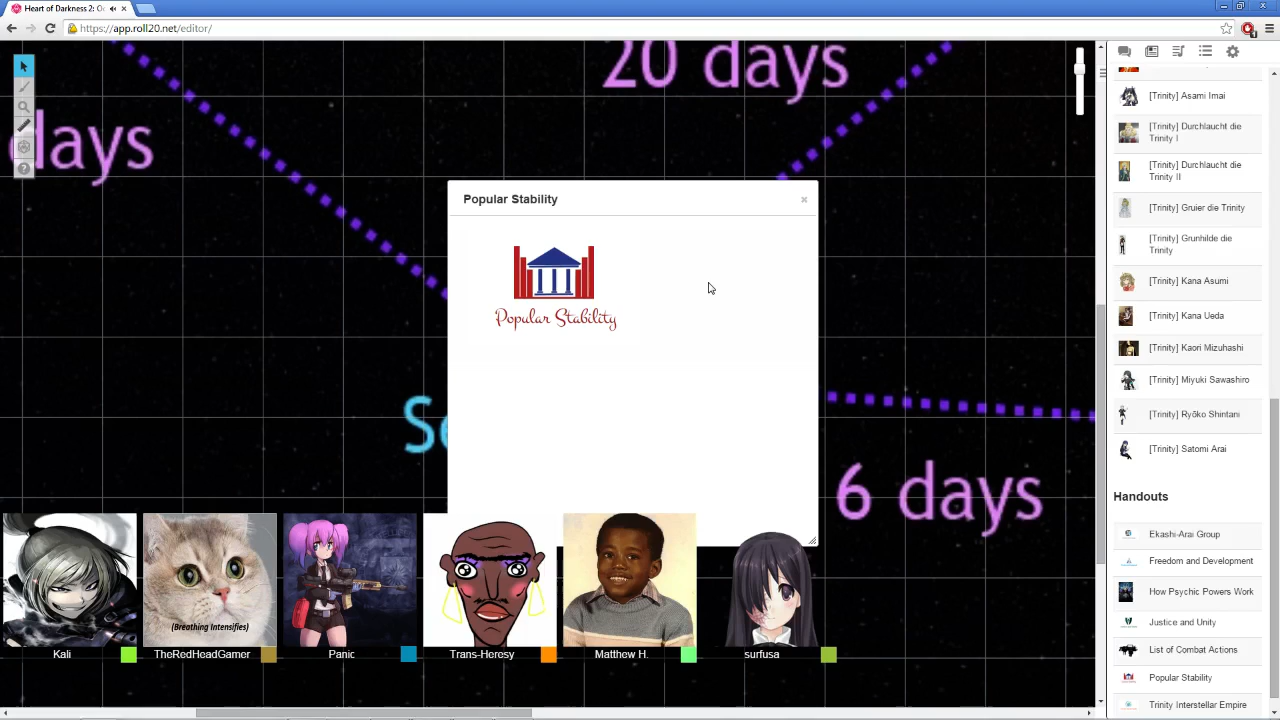 Heart of Darkness 2: Oc
https://app.roll20.net/editor/
20 days
days
Popular Stability
Popular Stability
Se
6 days
(Breathing Intensifies)
Kali
TheRedHeadGamer
Panic
Trans-Heresy
Matthew H.
surfusa
[Trinity] Asami Imai
[Trinity] Durchlaucht die
Trinity I
[Trinity] Durchlaucht die
Trinity II
[Trinity] Gruier die Trinity
[Trinity] Grunhilde die
Trinity
[Trinity] Kana Asumi
[Trinity] Kana Ueda
[Trinity] Kaori Mizuhashi
[Trinity] Miyuki Sawashiro
[Trinity] Ryōko Shintani
[Trinity] Satomi Arai
Handouts
Ekashi-Arai Group
Freedom and Development
How Psychic Powers Work
Justice and Unity
List of Combat Actions
Popular Stability
Trinity Interstellar Empire